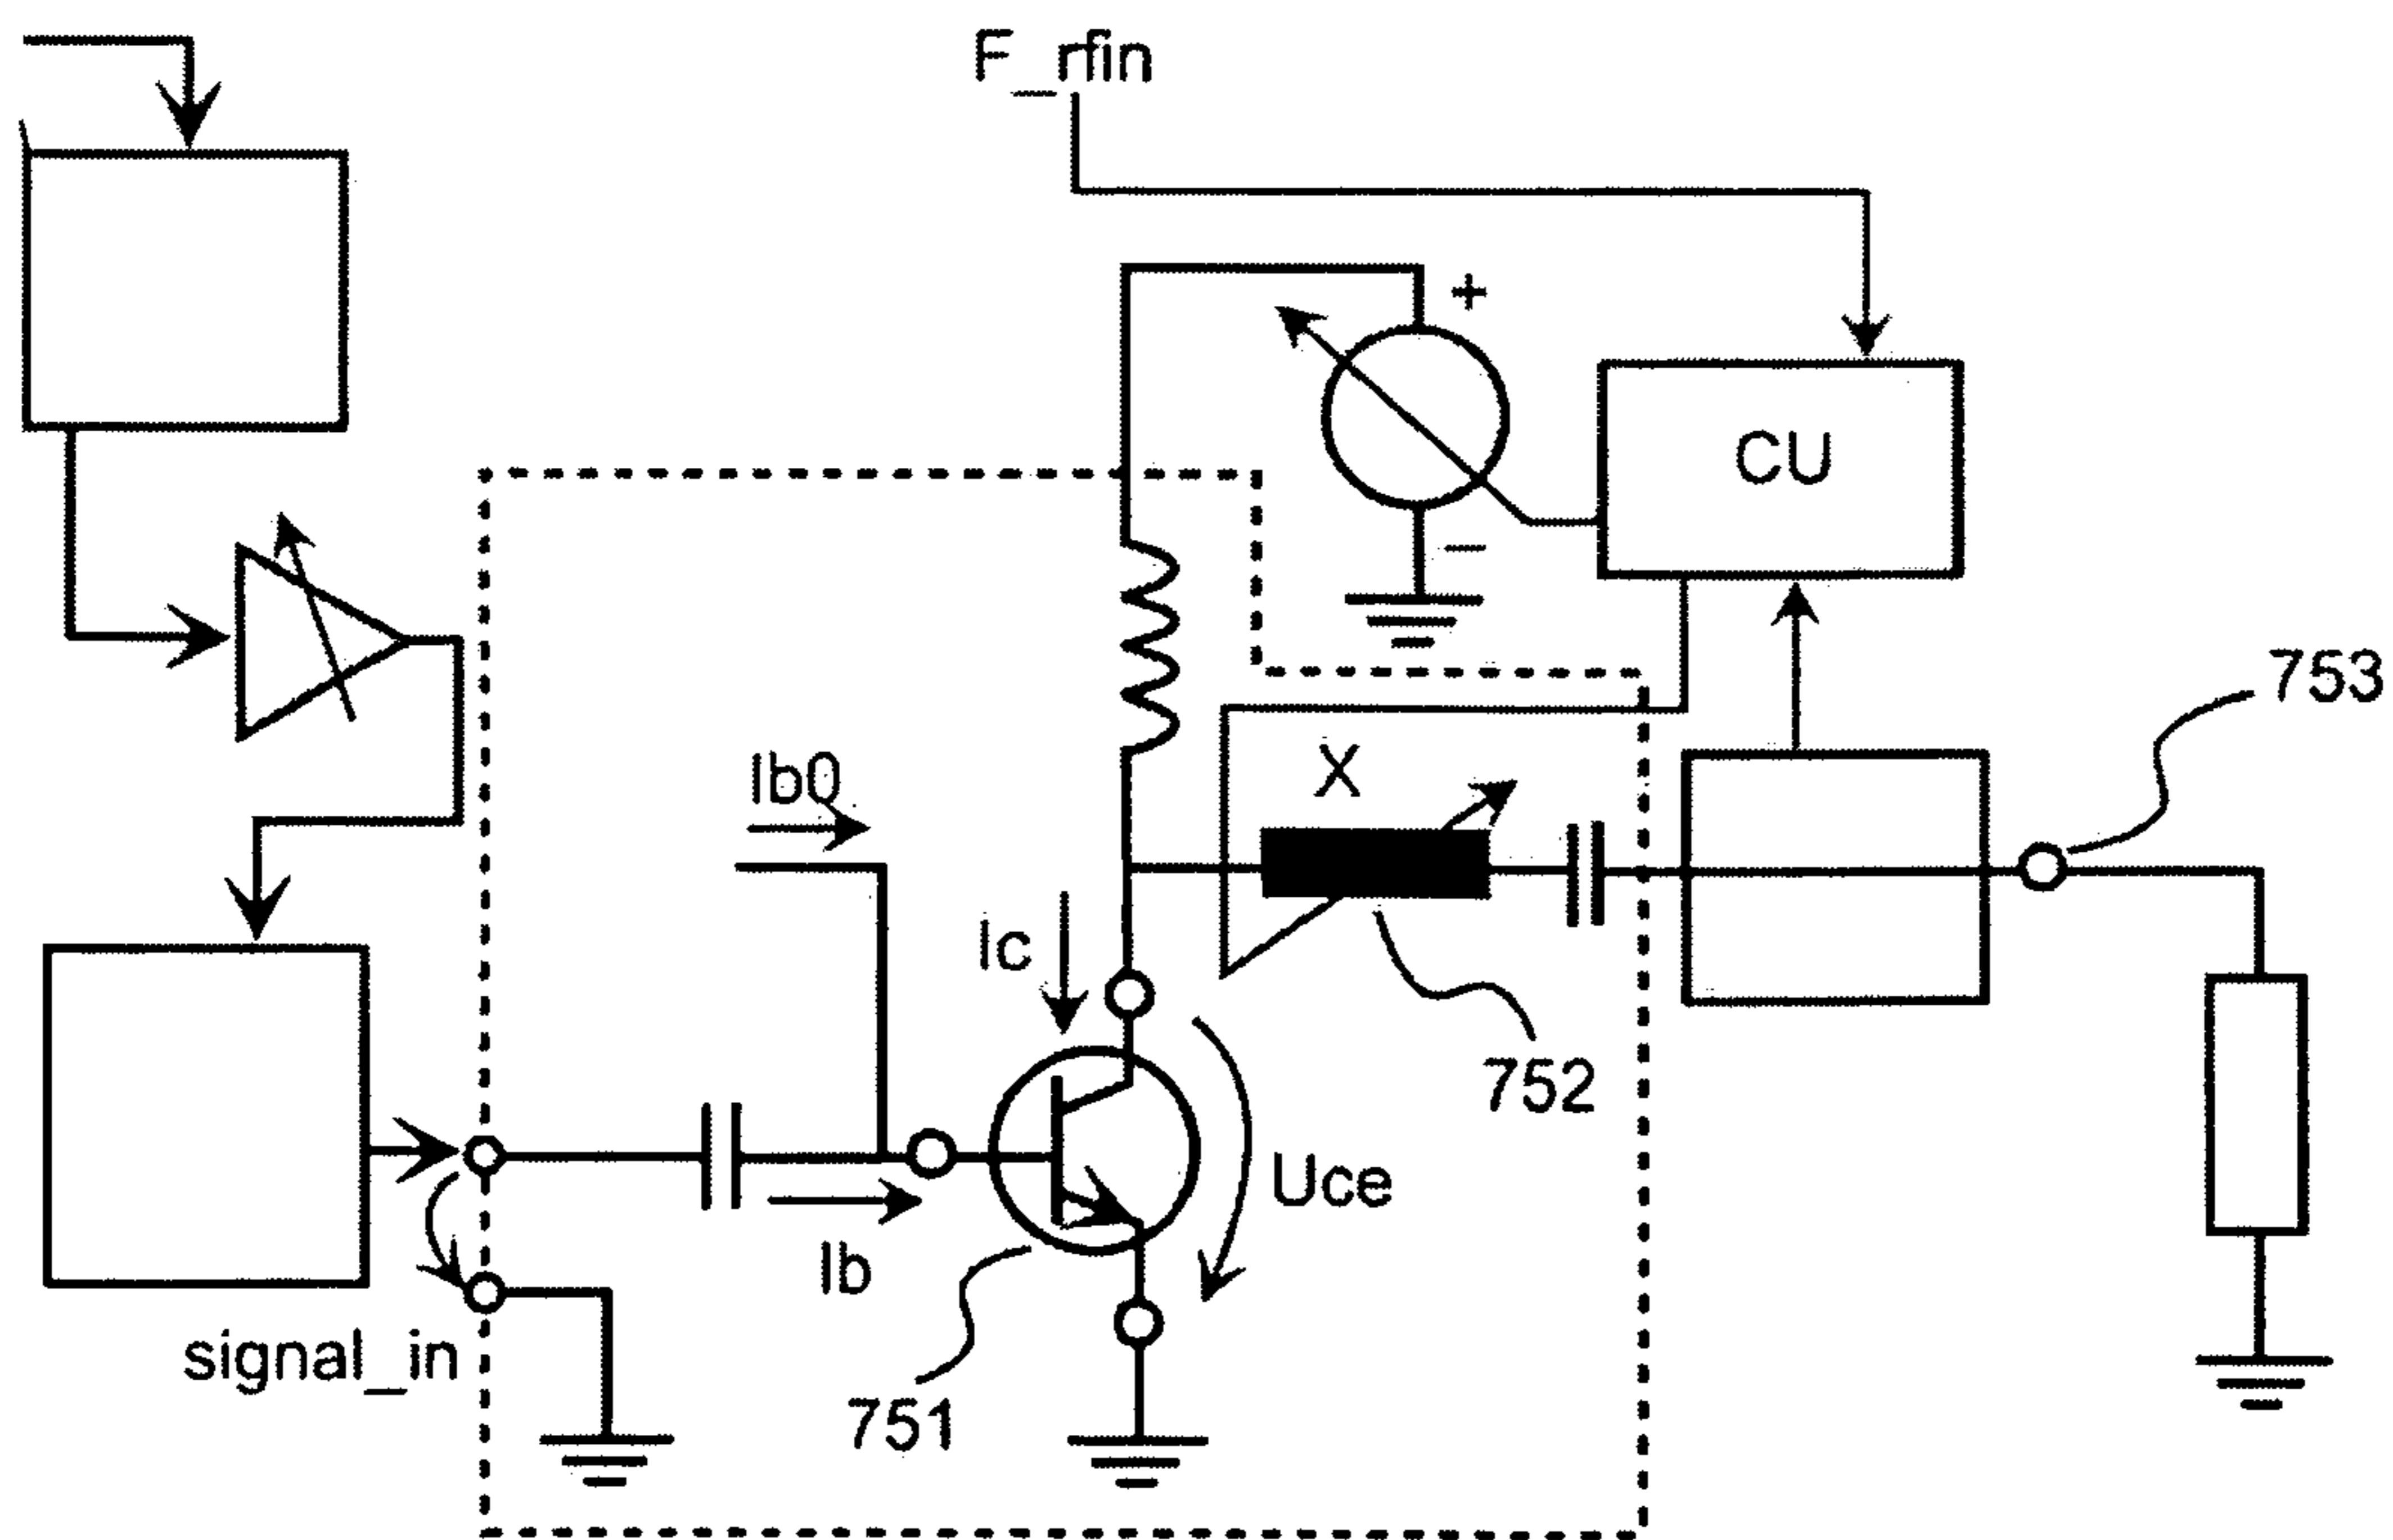 F_rfin
+
CU
−
753
Ib0
X
Ic
752
Uce
Ib
signal_in
751